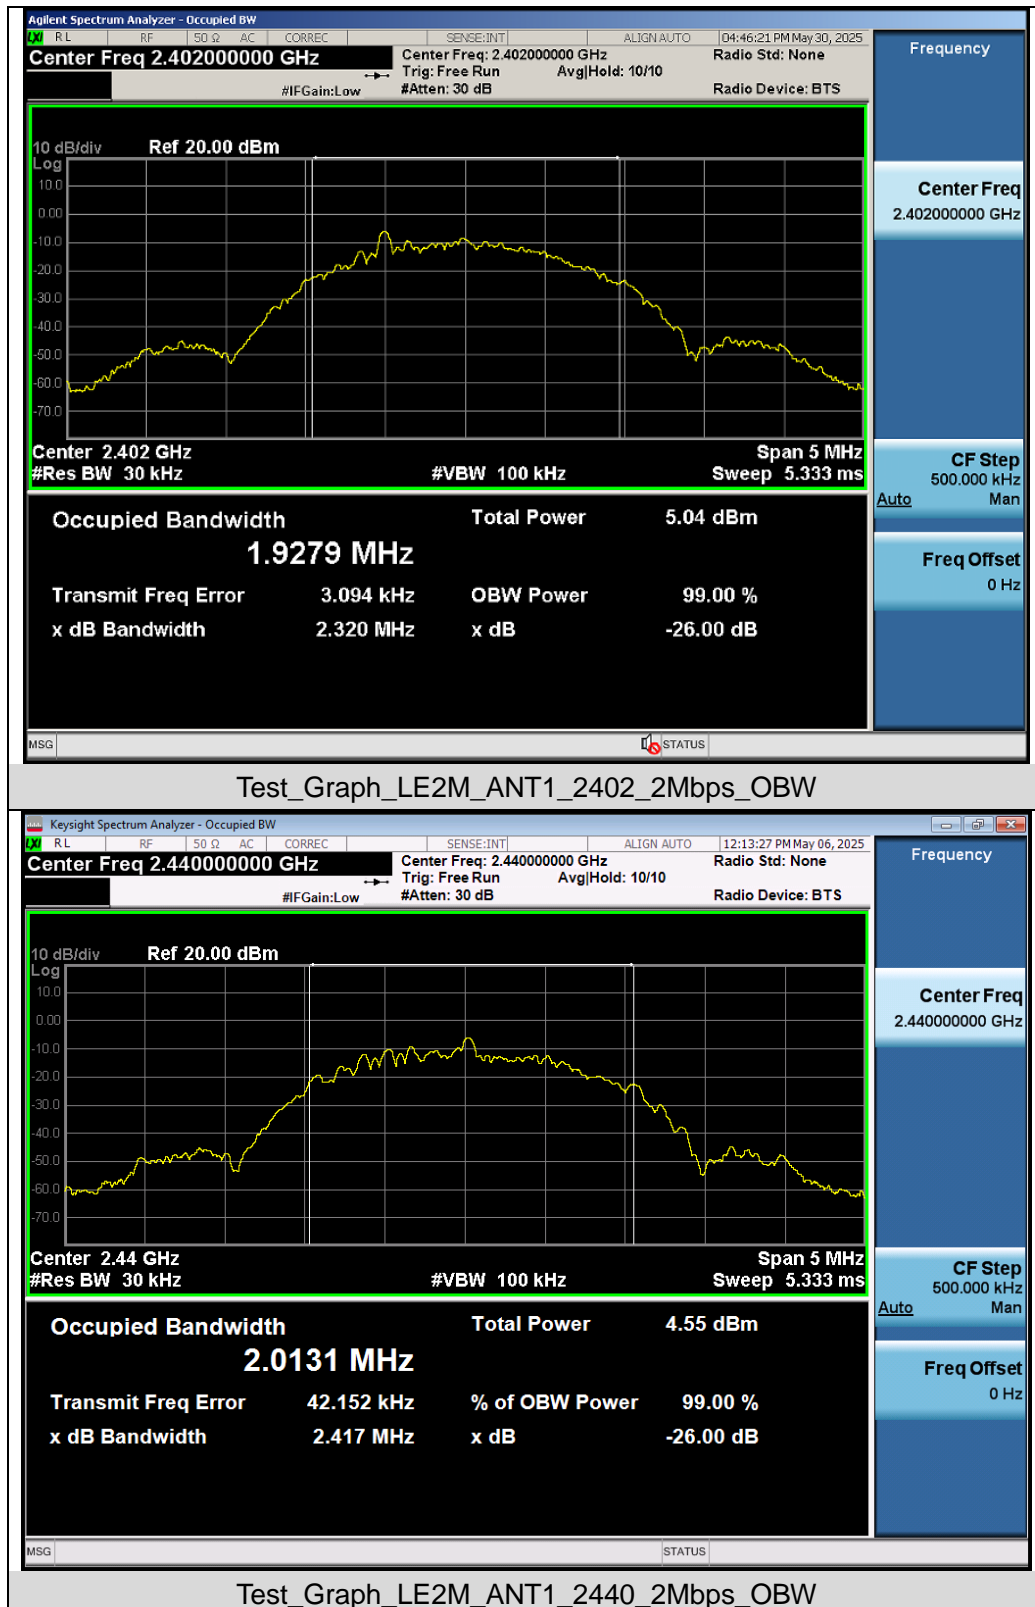 Agilent Spectrum Analyzer - Occupied BW
LXI RL RF 50 Ω AC CORREC SENSE:INT ALIGN AUTO 04:46:21 PM May 30, 2025
Center Freq 2.402000000 GHz
Center Freq: 2.402000000 GHz Radio Std: None
Trig: Free Run Avg|Hold: 10/10
#IFGain:Low #Atten: 30 dB Radio Device: BTS
Frequency
10 dB/div Ref 20.00 dBm
Log
10.0
0.00
-10.0
-20.0
-30.0
-40.0
-50.0
-60.0
-70.0
Center Freq
2.402000000 GHz
Center 2.402 GHz Span 5 MHz
#Res BW 30 kHz #VBW 100 kHz Sweep 5.333 ms
CF Step
500.000 kHz
Auto Man
Occupied Bandwidth Total Power 5.04 dBm
1.9279 MHz
Transmit Freq Error 3.094 kHz OBW Power 99.00 %
x dB Bandwidth 2.320 MHz x dB -26.00 dB
Freq Offset
0 Hz
MSG STATUS
Test_Graph_LE2M_ANT1_2402_2Mbps_OBW
Keysight Spectrum Analyzer - Occupied BW
LXI RL RF 50 Ω AC CORREC SENSE:INT ALIGN AUTO 12:13:27 PM May 06, 2025
Center Freq 2.440000000 GHz
Center Freq: 2.440000000 GHz Radio Std: None
Trig: Free Run Avg|Hold: 10/10
#IFGain:Low #Atten: 30 dB Radio Device: BTS
Frequency
10 dB/div Ref 20.00 dBm
Log
10.0
0.00
-10.0
-20.0
-30.0
-40.0
-50.0
-60.0
-70.0
Center Freq
2.440000000 GHz
Center 2.44 GHz Span 5 MHz
#Res BW 30 kHz #VBW 100 kHz Sweep 5.333 ms
CF Step
500.000 kHz
Auto Man
Occupied Bandwidth Total Power 4.55 dBm
2.0131 MHz
Transmit Freq Error 42.152 kHz % of OBW Power 99.00 %
x dB Bandwidth 2.417 MHz x dB -26.00 dB
Freq Offset
0 Hz
MSG STATUS
Test_Graph_LE2M_ANT1_2440_2Mbps_OBW